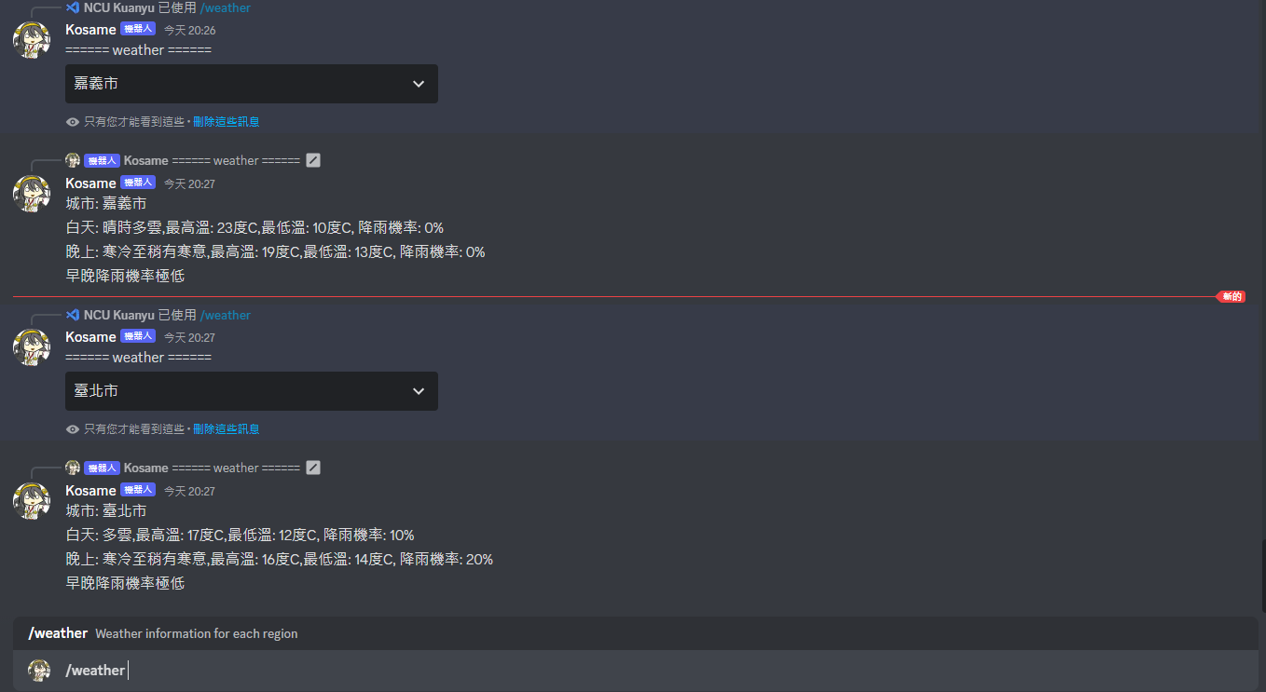 NCU Kuanyu 已使用 /weather
Kosame 機器人 今天 20:26
====== weather ======
嘉義市
只有您才能看到這些 • 刪除這些訊息
機器人 Kosame ====== weather ======
Kosame 機器人 今天 20:27
城市: 嘉義市
白天: 晴時多雲,最高溫: 23度C,最低溫: 10度C, 降雨機率: 0%
晚上: 寒冷至稍有寒意,最高溫: 19度C,最低溫: 13度C, 降雨機率: 0%
早晚降雨機率極低
新的
NCU Kuanyu 已使用 /weather
Kosame 機器人 今天 20:27
====== weather ======
臺北市
只有您才能看到這些 • 刪除這些訊息
機器人 Kosame ====== weather ======
Kosame 機器人 今天 20:27
城市: 臺北市
白天: 多雲,最高溫: 17度C,最低溫: 12度C, 降雨機率: 10%
晚上: 寒冷至稍有寒意,最高溫: 16度C,最低溫: 14度C, 降雨機率: 20%
早晚降雨機率極低
/weather Weather information for each region
/weather